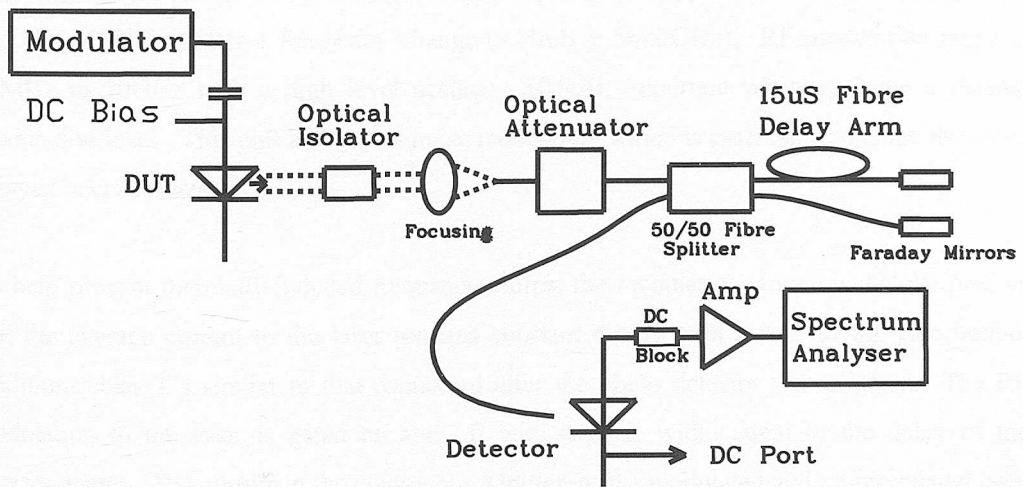 Modulator
DC Bias
DUT
Optical
Isolator
Focusing
Optical
Attenuator
15uS Fibre
Delay Arm
50/50 Fibre
Splitter
Faraday Mirrors
Amp
DC
Block
Spectrum
Analyser
Detector
DC Port